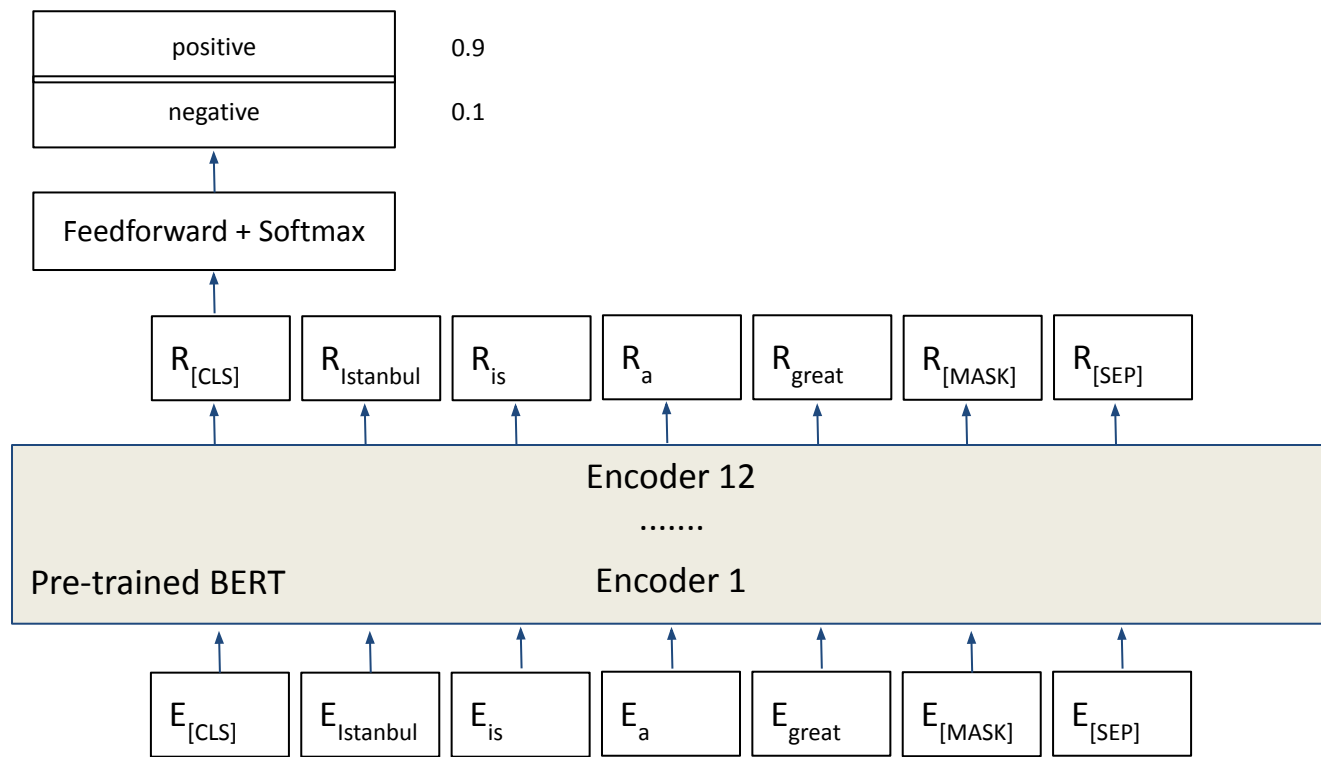 positive 0.9
negative 0.1
Feedforward + Softmax
R[CLS] RIstanbul Ris Ra Rgreat R[MASK] R[SEP]
Encoder 12
.......
Pre-trained BERT Encoder 1
E[CLS] EIstanbul Eis Ea Egreat E[MASK] E[SEP]